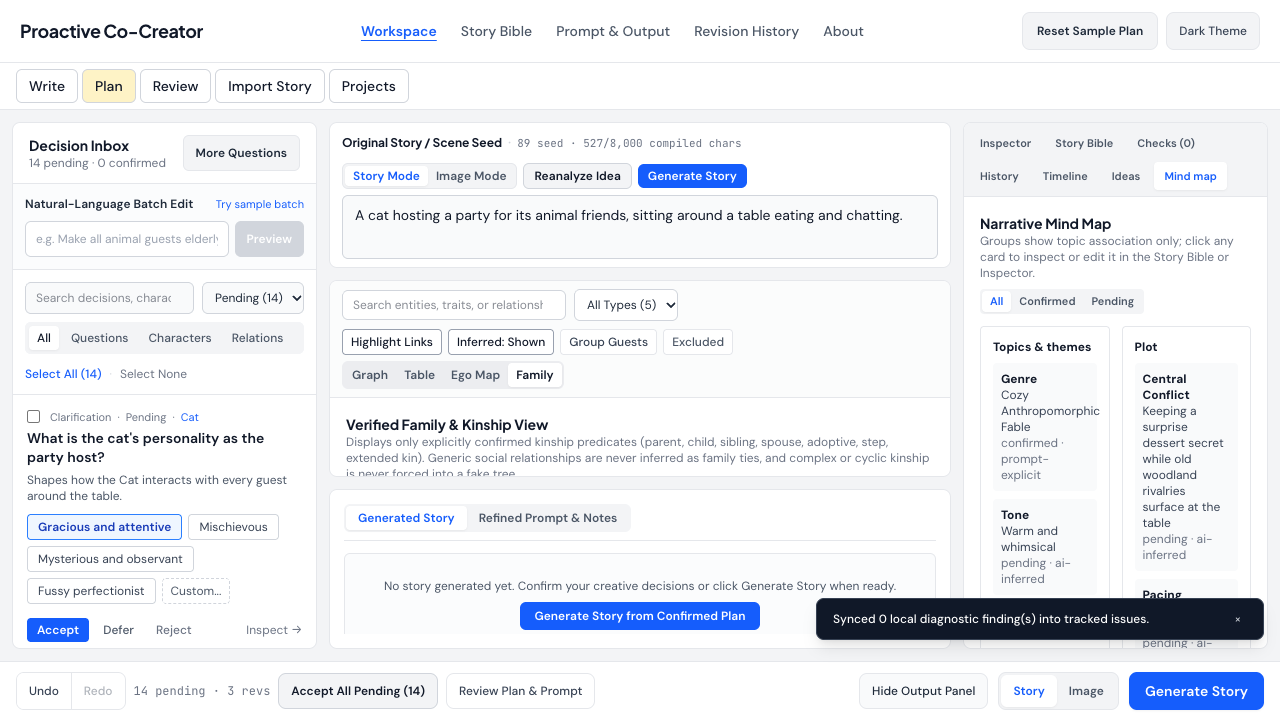 Proactive Co-Creator
Workspace
Story Bible
Prompt & Output
Revision History
About
Reset Sample Plan
Dark Theme
Write
Plan
Review
Import Story
Projects
Decision Inbox
14 pending · 0 confirmed
More Questions
Natural-Language Batch Edit
Try sample batch
e.g. Make all animal guests elderly
Preview
Search decisions, charac
Pending (14)
All
Questions
Characters
Relations
Select All (14)
·
Select None
Clarification · Pending · Cat
What is the cat's personality as the
party host?
Shapes how the Cat interacts with every guest
around the table.
Gracious and attentive
Mischievous
Mysterious and observant
Fussy perfectionist
Custom...
Accept
Defer
Reject
Inspect →
Original Story / Scene Seed · 89 seed · 527/8,000 compiled chars
Story Mode
Image Mode
Reanalyze Idea
Generate Story
A cat hosting a party for its animal friends, sitting around a table eating and chatting.
Search entities, traits, or relationsh
All Types (5)
Highlight Links
Inferred: Shown
Group Guests
Excluded
Graph
Table
Ego Map
Family
Verified Family & Kinship View
Displays only explicitly confirmed kinship predicates (parent, child, sibling, spouse, adoptive, step,
extended kin). Generic social relationships are never inferred as family ties, and complex or cyclic kinship
is never forced into a fake tree.
Generated Story
Refined Prompt & Notes
No story generated yet. Confirm your creative decisions or click Generate Story when ready.
Generate Story from Confirmed Plan
Inspector
Story Bible
Checks (0)
History
Timeline
Ideas
Mind map
Narrative Mind Map
Groups show topic association only; click any
card to inspect or edit it in the Story Bible or
Inspector.
All
Confirmed
Pending
Topics & themes
Genre
Cozy
Anthropomorphic
Fable
confirmed ·
prompt-
explicit
Tone
Warm and
whimsical
pending · ai-
inferred
Plot
Central
Conflict
Keeping a
surprise
dessert secret
while old
woodland
rivalries
surface at the
table
pending · ai-
inferred
Pacing
pending · ai-
Synced 0 local diagnostic finding(s) into tracked issues.
×
Undo
Redo
14 pending · 3 revs
Accept All Pending (14)
Review Plan & Prompt
Hide Output Panel
Story
Image
Generate Story